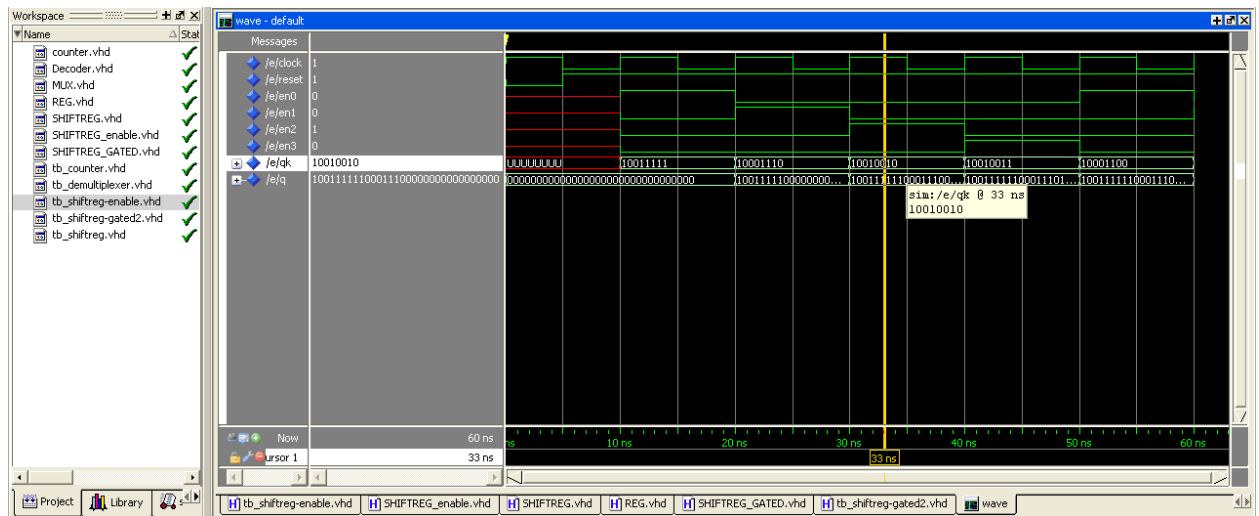 Workspace
Name Stat
counter.vhd
Decoder.vhd
MUX.vhd
REG.vhd
SHIFTREG.vhd
SHIFTREG_enable.vhd
SHIFTREG_GATED.vhd
tb_counter.vhd
tb_demultiplexer.vhd
tb_shiftreg-enable.vhd
tb_shiftreg-gated2.vhd
tb_shiftreg.vhd
Project Library s
wave - default
Messages
/e/clock 1
/e/reset 1
/e/en0 0
/e/en1 0
/e/en2 1
/e/en3 0
/e/qk 10010010 UUUUUUUU 10011111 10001110 10010010 10010011 10001100
/e/q 10011111100011100000000000000000 00000000000000000000000000000000 1001111100000000... 1001111110001110... 1001111110001110​1... 1001111110001110...
sim:/e/qk @ 33 ns
10010010
Now 60 ns ns 10 ns 20 ns 30 ns 40 ns 50 ns 60 ns
ursor 1 33 ns 33 ns
tb_shiftreg-enable.vhd SHIFTREG_enable.vhd SHIFTREG.vhd REG.vhd SHIFTREG_GATED.vhd tb_shiftreg-gated2.vhd wave